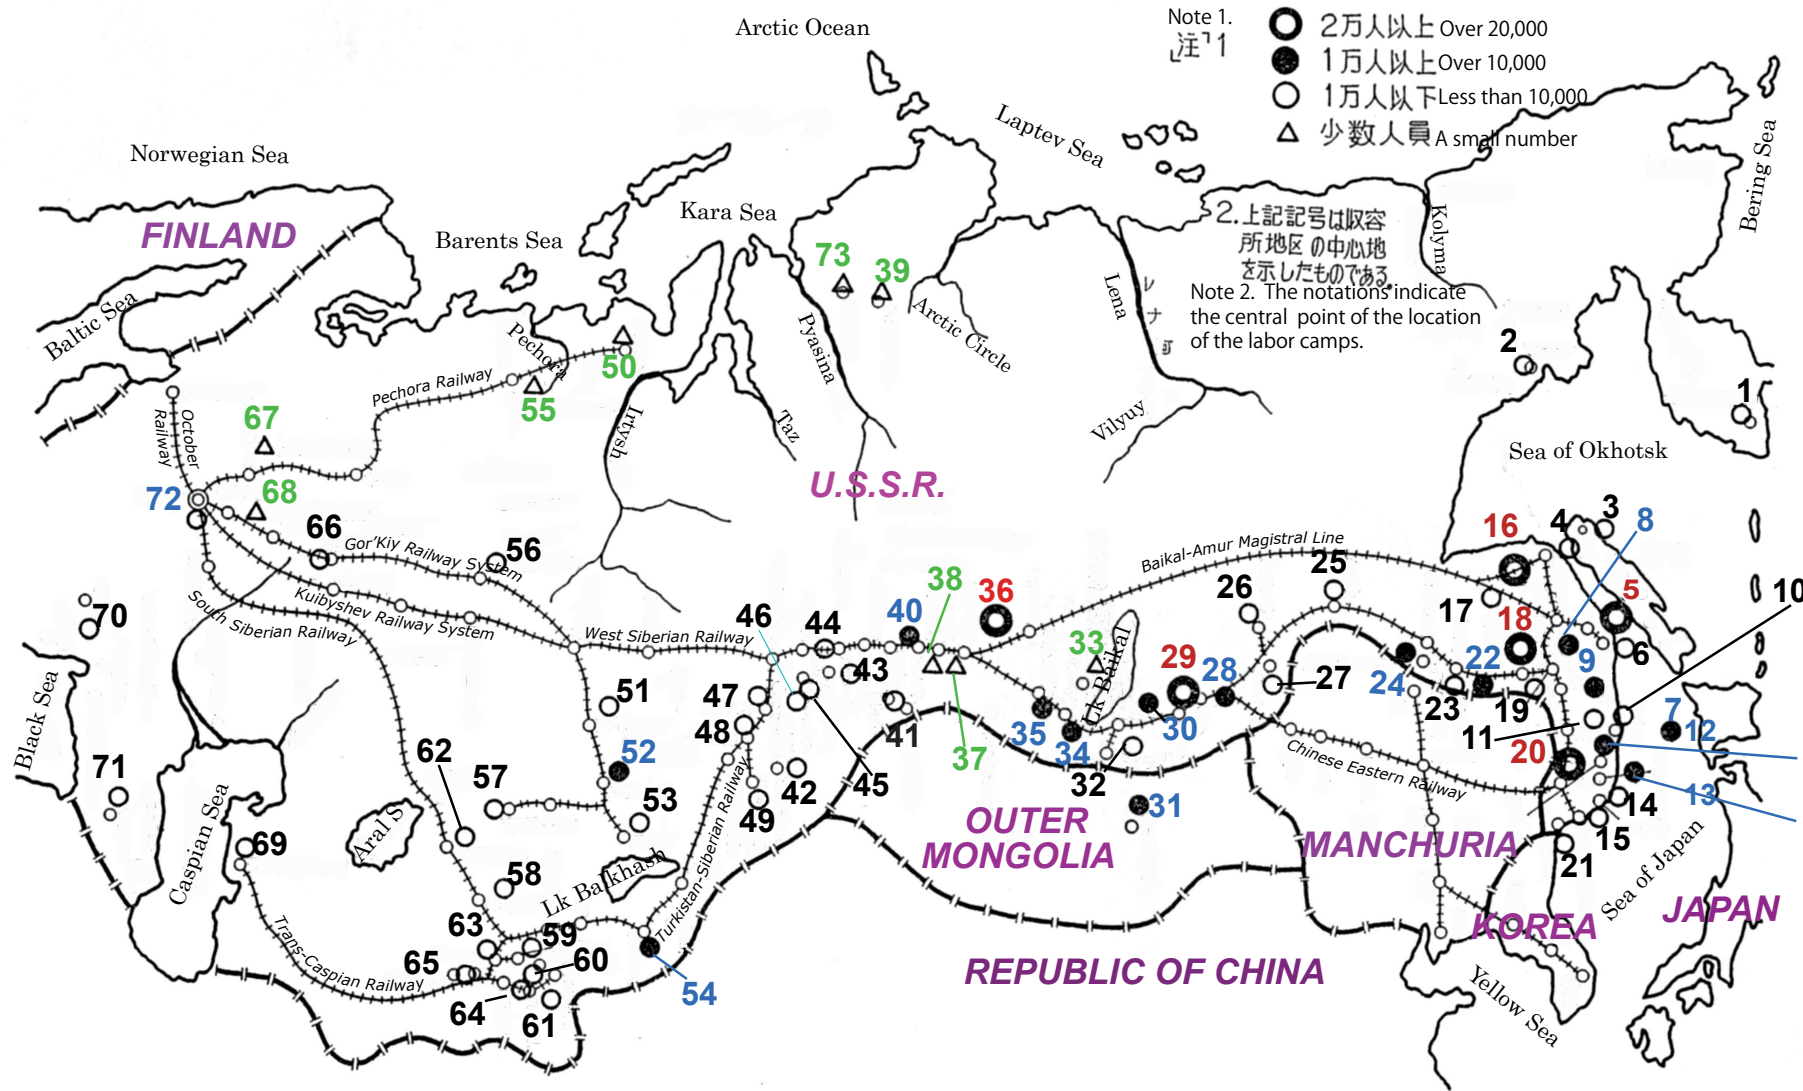 Arctic Ocean
Note 1.
「注」1
2万人以上 Over 20,000
1万人以上 Over 10,000
1万人以下 Less than 10,000
少数人員 A small number
2.上記記号は収容
所地区の中心地
を示したものである.
Note 2. The notations indicate
the central point of the location
of the labor camps.
Norwegian Sea
Barents Sea
Kara Sea
Laptev Sea
Bering Sea
Baltic Sea
Sea of Okhotsk
Black Sea
Caspian Sea
Aral S
Lk Balkhash
Lk Baikal
Sea of Japan
Yellow Sea
FINLAND
U.S.S.R.
OUTER
MONGOLIA
MANCHURIA
KOREA
JAPAN
REPUBLIC OF CHINA
Pechora
Irtysh
Taz
Pyasina
Arctic Circle
Lena
レナ河
Vilyuy
Kolyma
October
Railway
Pechora Railway
Gor'Kiy Railway System
Kuibyshev Railway System
South Siberian Railway
West Siberian Railway
Baikal-Amur Magistral Line
Chinese Eastern Railway
Turkistan-Siberian Railway
Trans-Caspian Railway
1
2
3
4
5
6
7
8
9
10
11
12
13
14
15
16
17
18
19
20
21
22
23
24
25
26
27
28
29
30
31
32
33
34
35
36
37
38
39
40
41
42
43
44
45
46
47
48
49
50
51
52
53
54
55
56
57
58
59
60
61
62
63
64
65
66
67
68
69
70
71
72
73